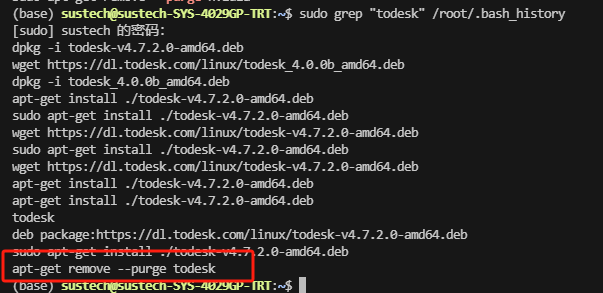 (base) sustech@sustech-SYS-4029GP-TRT:~$ sudo grep "todesk" /root/.bash_history
[sudo] sustech 的密码:
dpkg -i todesk-v4.7.2.0-amd64.deb
wget https://dl.todesk.com/linux/todesk_4.0.0b_amd64.deb
dpkg -i todesk_4.0.0b_amd64.deb
apt-get install ./todesk-v4.7.2.0-amd64.deb
sudo apt-get install ./todesk-v4.7.2.0-amd64.deb
wget https://dl.todesk.com/linux/todesk-v4.7.2.0-amd64.deb
sudo apt-get install ./todesk-v4.7.2.0-amd64.deb
wget https://dl.todesk.com/linux/todesk-v4.7.2.0-amd64.deb
apt-get install ./todesk-v4.7.2.0-amd64.deb
apt-get install ./todesk-v4.7.2.0-amd64.deb
todesk
deb package:https://dl.todesk.com/linux/todesk-v4.7.2.0-amd64.deb
sudo apt-get install ./todesk-v4.7.2.0-amd64.deb
apt-get remove --purge todesk
(base) sustech@sustech-SYS-4029GP-TRT:~$